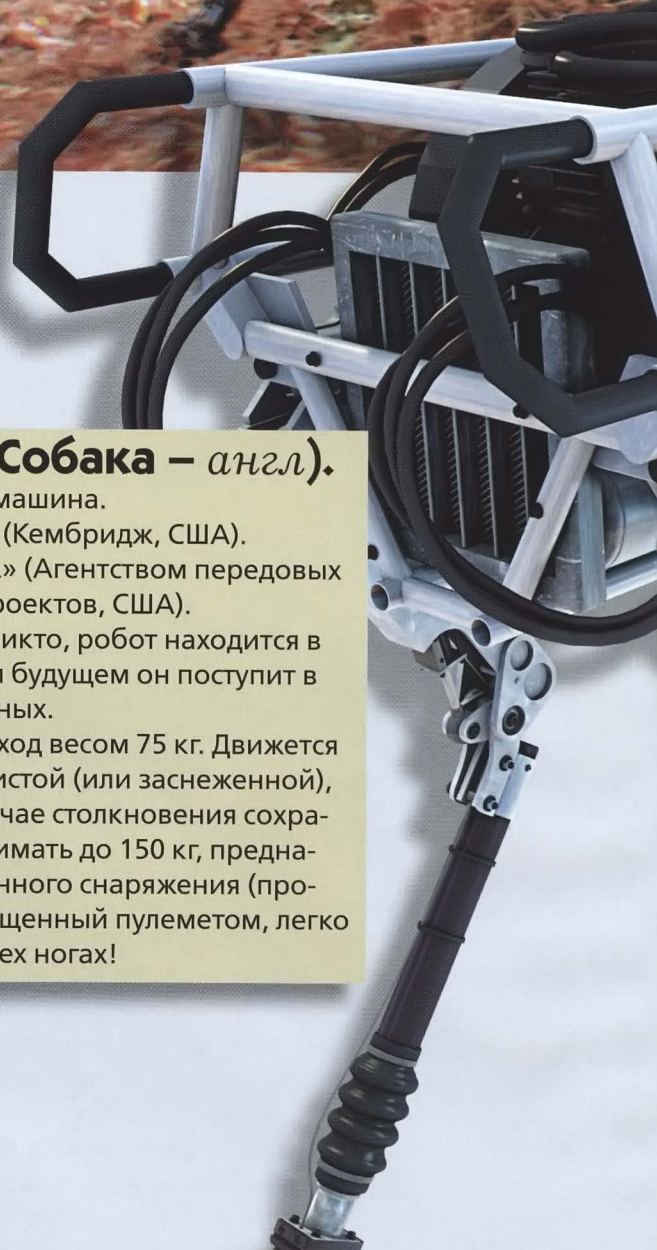 Собака – англ).
машина.
(Кембридж, США).
» (Агентством передовых
роектов, США).
икто, робот находится в
будущем он поступит в
ных.
ход весом 75 кг. Движется
истой (или заснеженной),
чае столкновения сохра-
имать до 150 кг, предна-
нного снаряжения (про-
щенный пулеметом, легко
ех ногах!